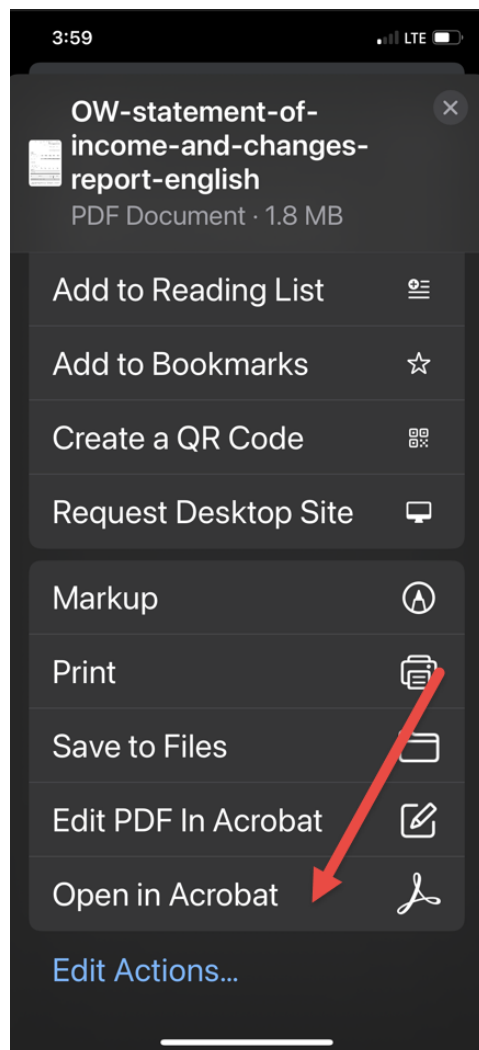 3:59
LTE
OW-statement-of-
income-and-changes-
report-english
PDF Document · 1.8 MB
Add to Reading List
Add to Bookmarks
Create a QR Code
Request Desktop Site
Markup
Print
Save to Files
Edit PDF In Acrobat
Open in Acrobat
Edit Actions...